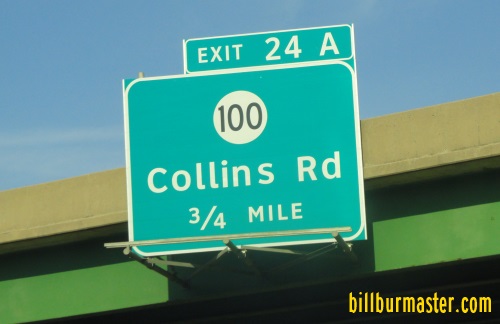 EXIT 24 A
100
Collins Rd
3/4 MILE
billburmaster.com